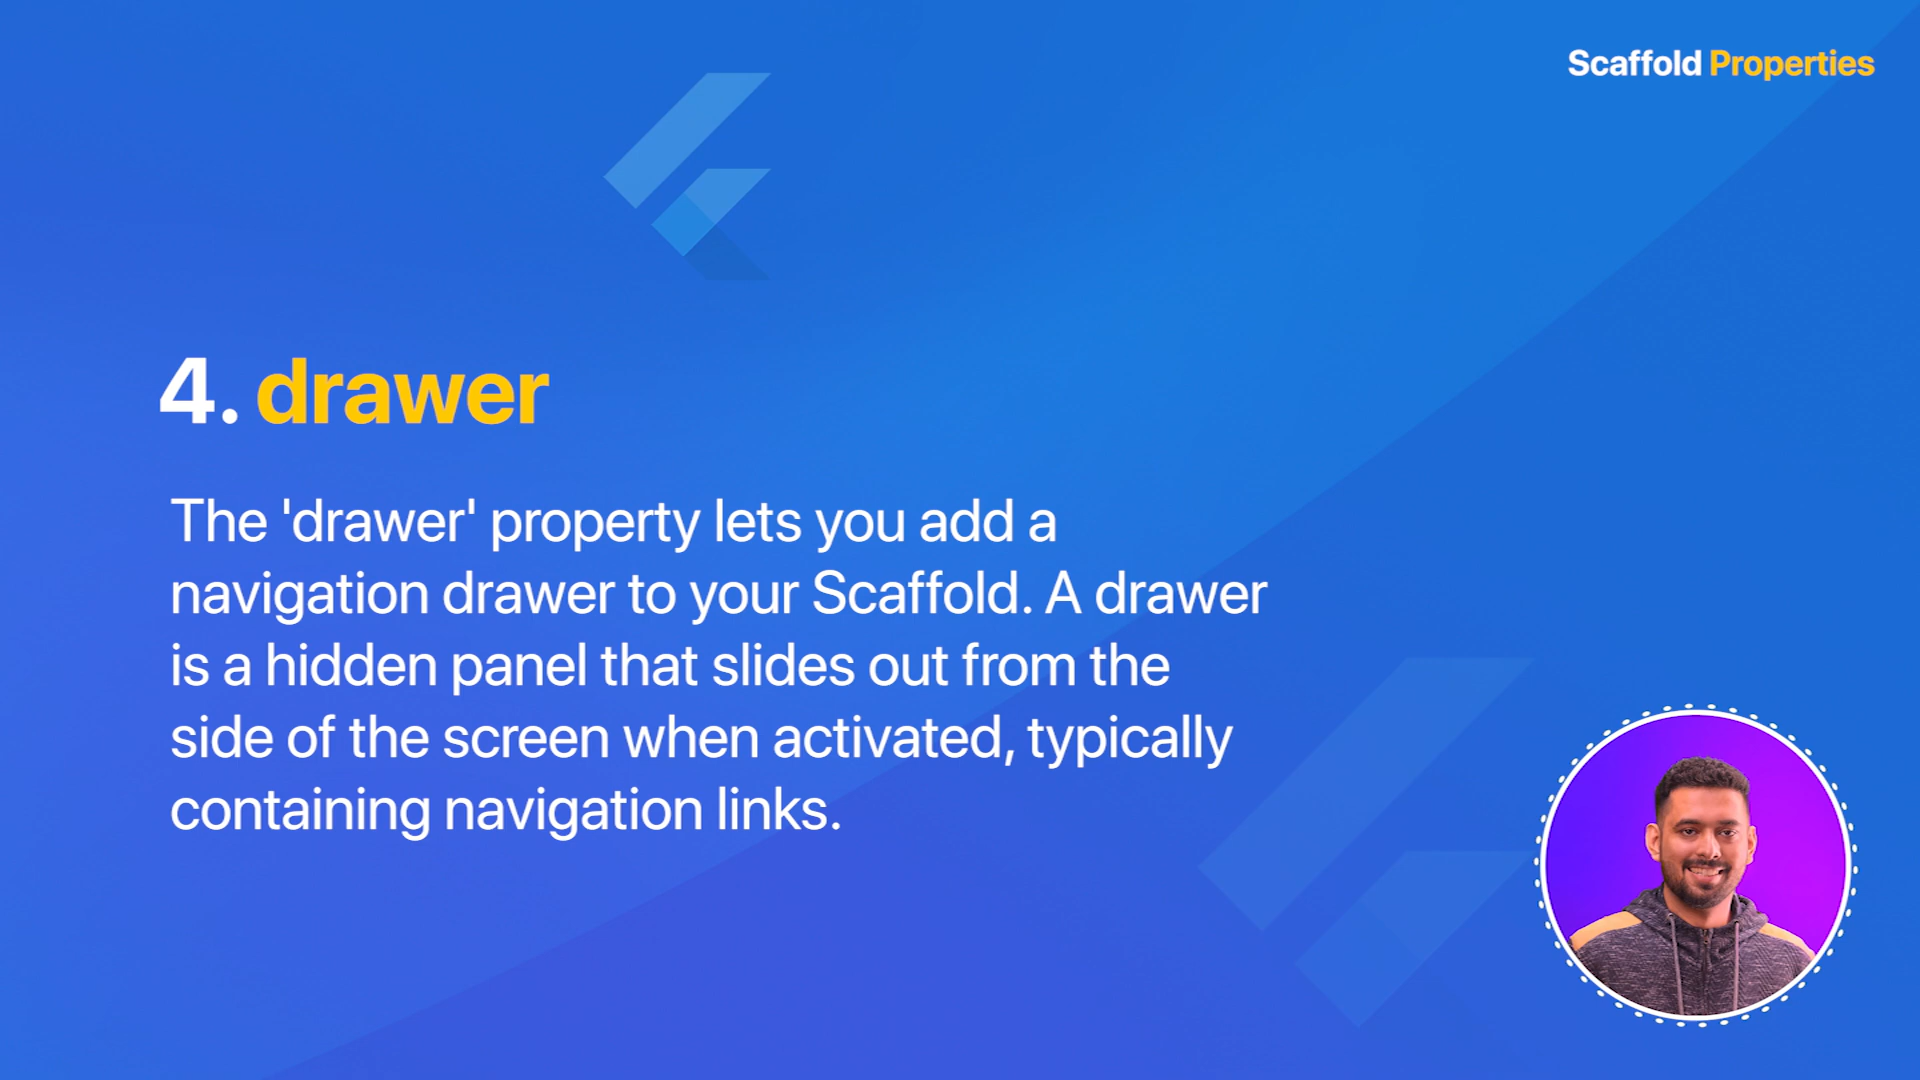 Scaffold Properties
4. drawer
The 'drawer' property lets you add a
navigation drawer to your Scaffold. A drawer
is a hidden panel that slides out from the
side of the screen when activated, typically
containing navigation links.